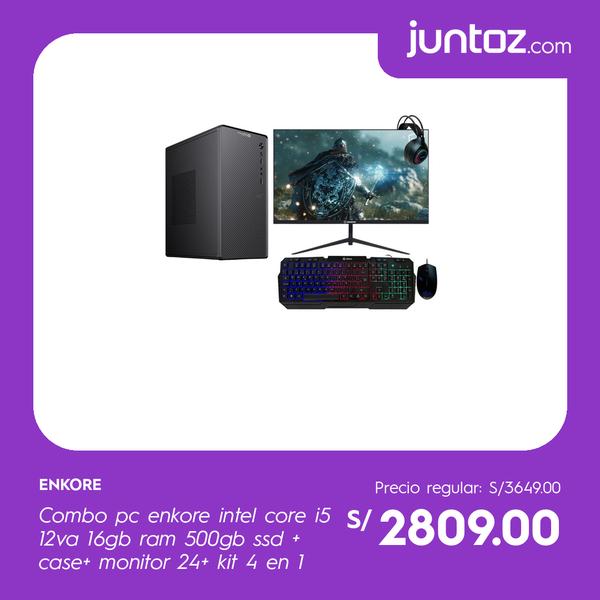 juntoz.com
ENKORE
Combo pc enkore intel core i5
12va 16gb ram 500gb ssd +
case+ monitor 24+ kit 4 en 1
Precio regular: S/3649.00
S/ 2809.00